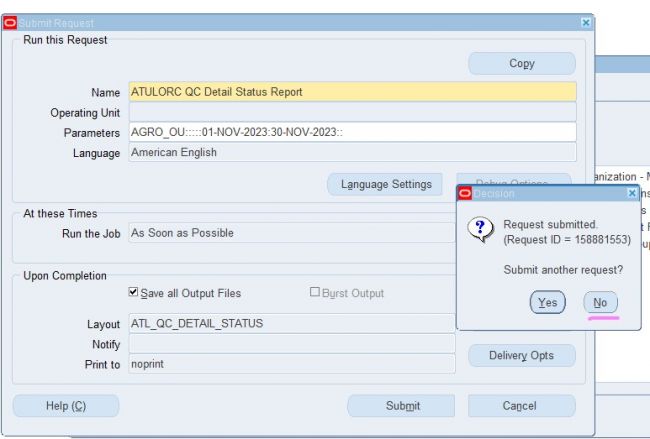 Submit Request
Run this Request
Copy
Name ATULORC QC Detail Status Report
Operating Unit
Parameters AGRO_OU:::::01-NOV-2023:30-NOV-2023::
Language American English
Language Settings
Debug Options
Decision
Request submitted.
(Request ID = 158881553)
Submit another request?
Yes No
At these Times
Run the Job As Soon as Possible
Upon Completion
Save all Output Files Burst Output
Layout ATL_QC_DETAIL_STATUS
Notify
Print to noprint
Delivery Opts
Help (C) Submit Cancel